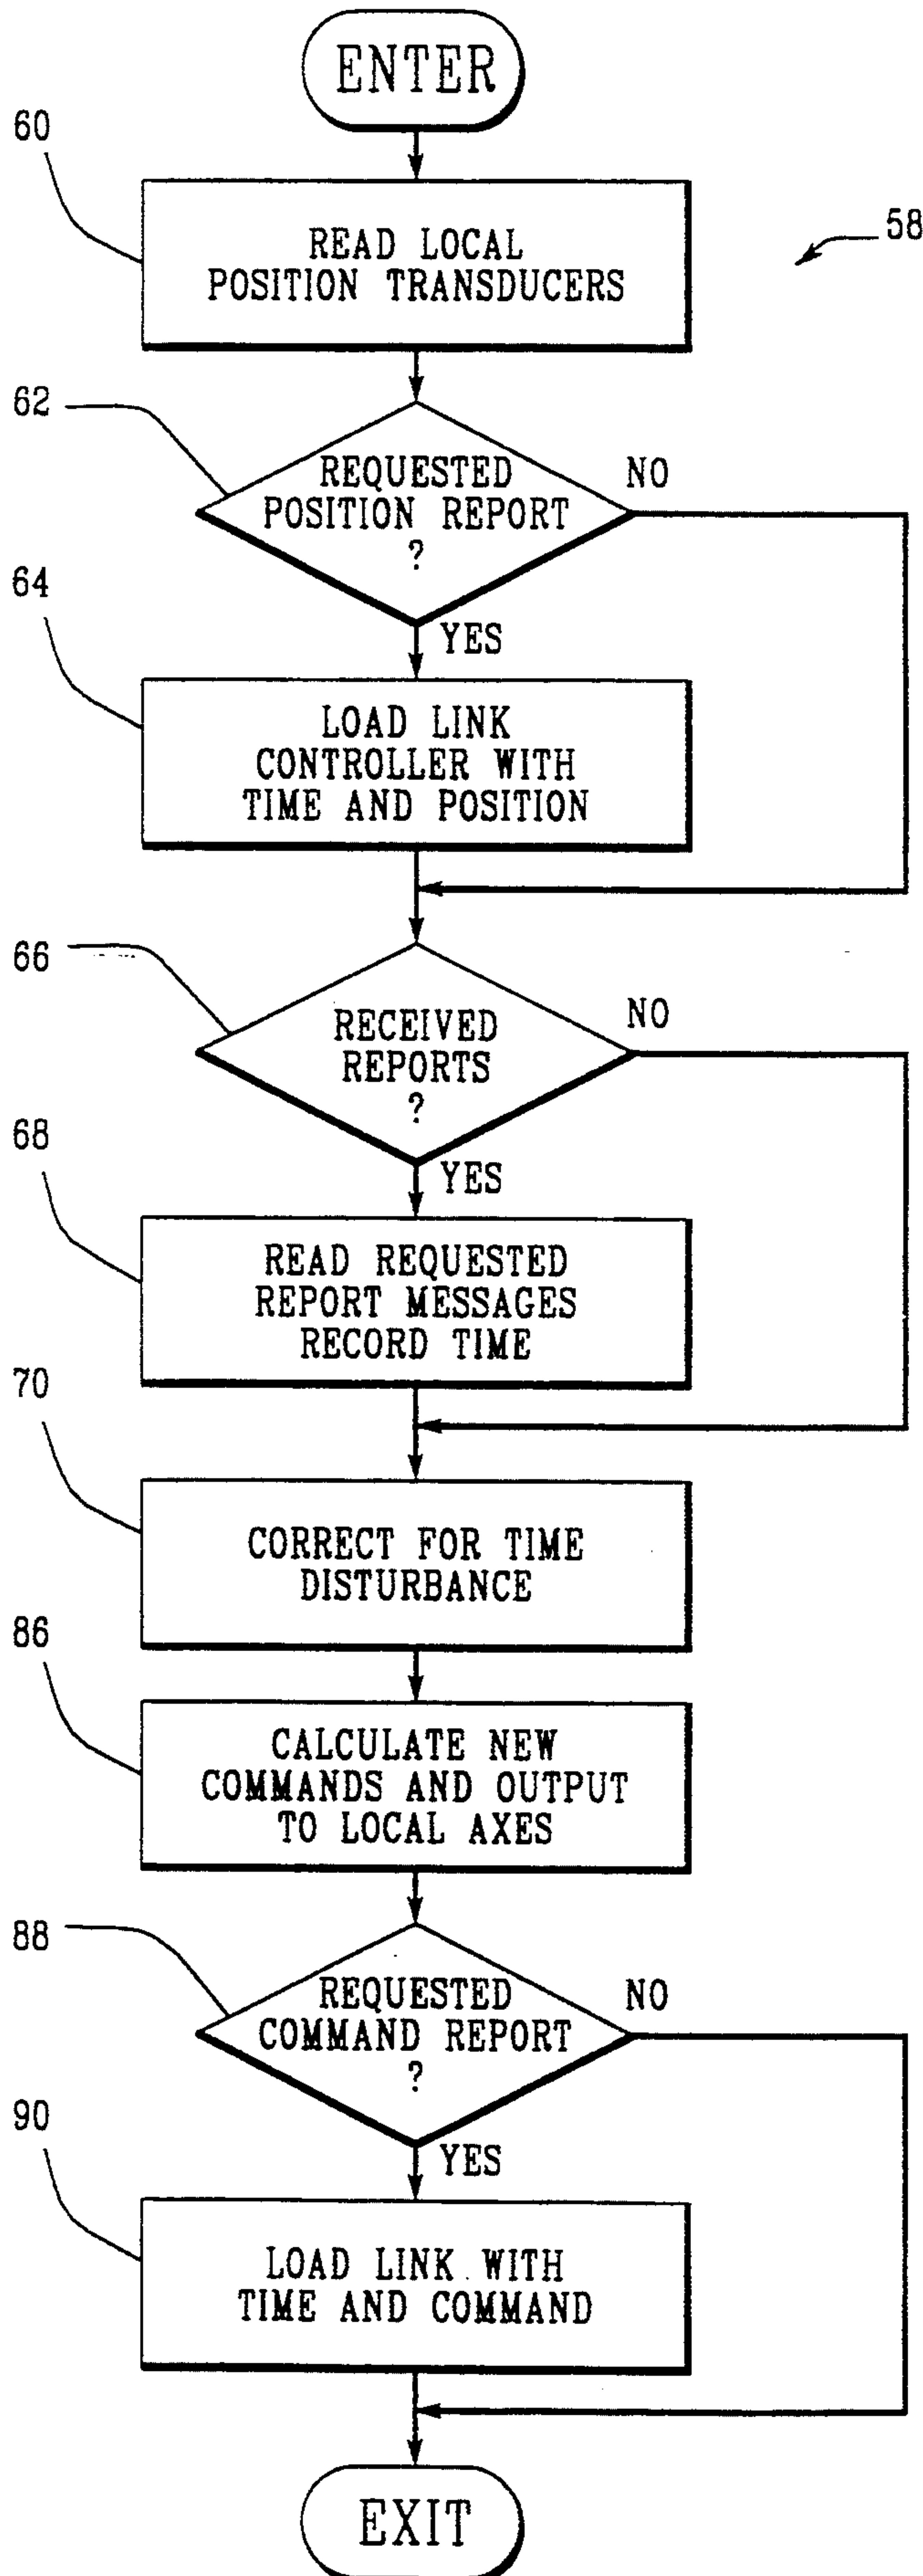 ENTER
60
READ LOCAL
POSITION TRANSDUCERS
58
62
REQUESTED
POSITION REPORT
?
NO
YES
64
LOAD LINK
CONTROLLER WITH
TIME AND POSITION
66
RECEIVED
REPORTS
?
NO
YES
68
READ REQUESTED
REPORT MESSAGES
RECORD TIME
70
CORRECT FOR TIME
DISTURBANCE
86
CALCULATE NEW
COMMANDS AND OUTPUT
TO LOCAL AXES
88
REQUESTED
COMMAND REPORT
?
NO
YES
90
LOAD LINK WITH
TIME AND COMMAND
EXIT